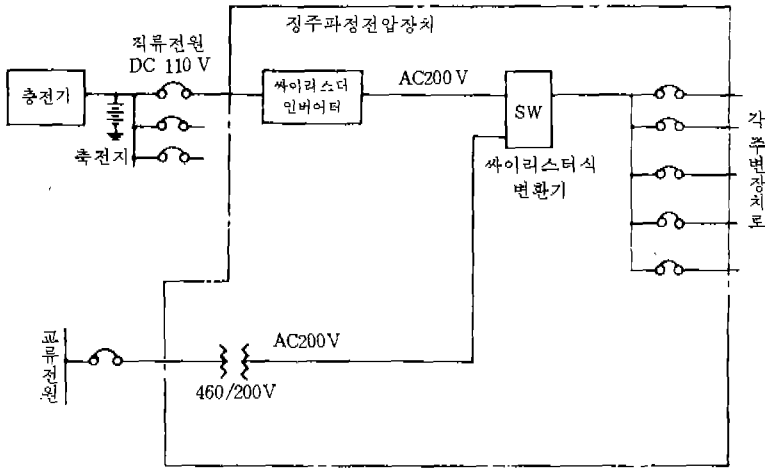 정주파정전압장치
직류전원
DC 110 V
충전기
축전지
싸이리스더
인버어터
AC200 V
SW
싸이리스터식
변환기
각 주변장치로
교류전원
AC200V
460/200V